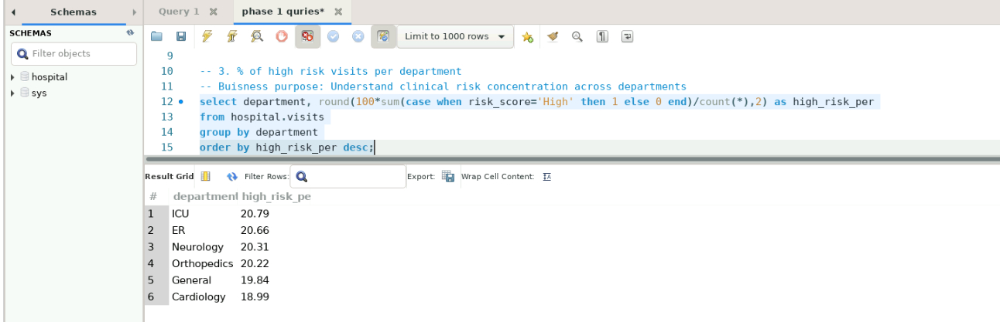 Schemas
SCHEMAS
Filter objects
hospital
sys
Query 1
phase 1 quries*
Limit to 1000 rows
9
10 -- 3. % of high risk visits per department
11 -- Buisness purpose: Understand clinical risk concentration across departments
12 select department, round(100*sum(case when risk_score='High' then 1 else 0 end)/count(*),2) as high_risk_per
13 from hospital.visits
14 group by department
15 order by high_risk_per desc;
Result Grid Filter Rows: Export: Wrap Cell Content:
# department high_risk_pe
1 ICU 20.79
2 ER 20.66
3 Neurology 20.31
4 Orthopedics 20.22
5 General 19.84
6 Cardiology 18.99